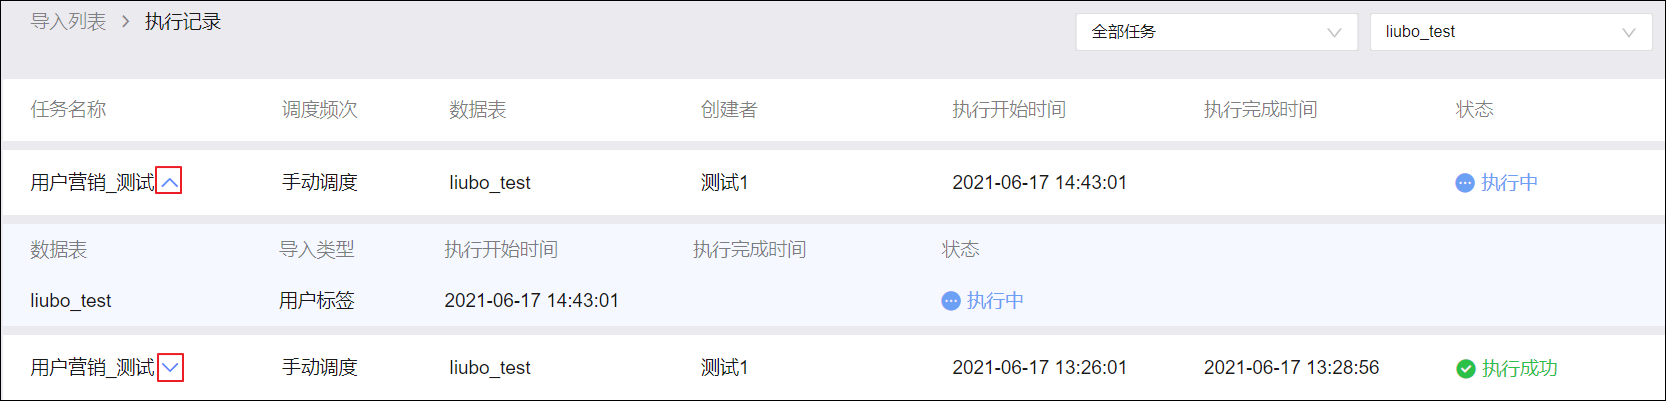 导入列表 > 执行记录 全部任务 liubo_test
任务名称 调度频次 数据表 创建者 执行开始时间 执行完成时间 状态
用户营销_测试 手动调度 liubo_test 测试1 2021-06-17 14:43:01 执行中
数据表 导入类型 执行开始时间 执行完成时间 状态
liubo_test 用户标签 2021-06-17 14:43:01 执行中
用户营销_测试 手动调度 liubo_test 测试1 2021-06-17 13:26:01 2021-06-17 13:28:56 执行成功